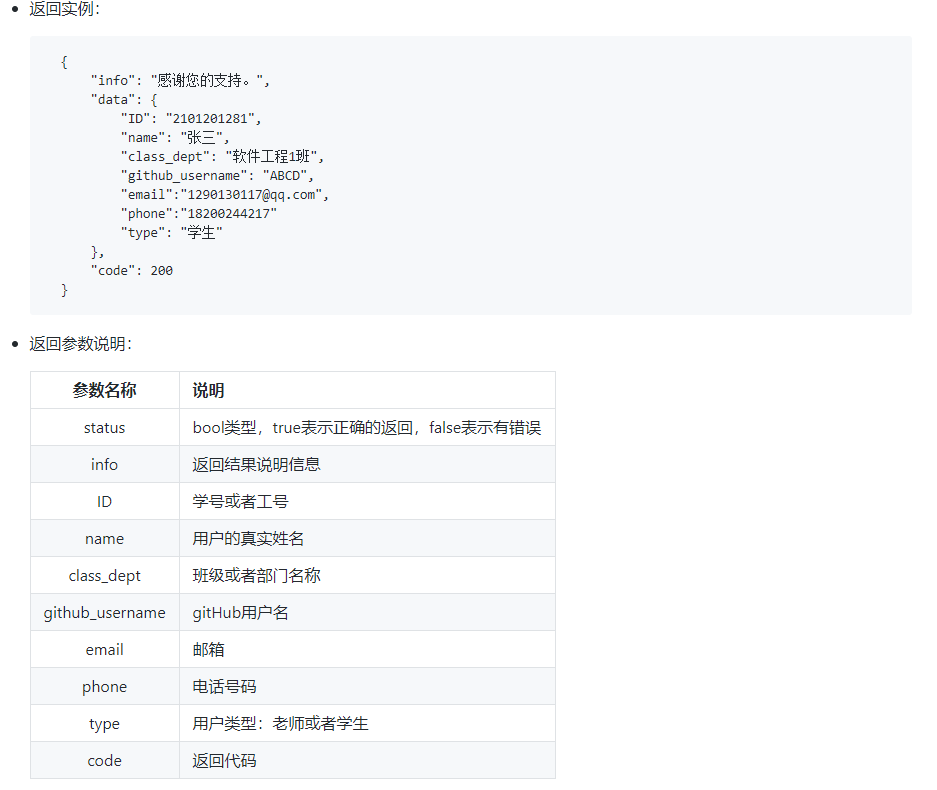 返回实例：
{
"info": "感谢您的支持。",
"data": {
"ID": "2101201281",
"name": "张三",
"class_dept": "软件工程1班",
"github_username": "ABCD",
"email":"1290130117@qq.com",
"phone":"18200244217"
"type": "学生"
},
"code": 200
}
返回参数说明：
参数名称 说明
status bool类型，true表示正确的返回，false表示有错误
info 返回结果说明信息
ID 学号或者工号
name 用户的真实姓名
class_dept 班级或者部门名称
github_username gitHub用户名
email 邮箱
phone 电话号码
type 用户类型：老师或者学生
code 返回代码